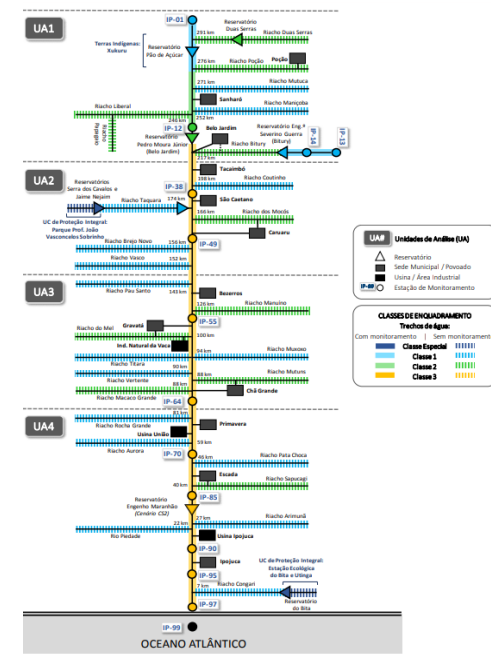 UA1
IP-01
Reservatório
Duas Serras
291 km
Riacho Duas Serras
Terras Indígenas:
Xukuru
Reservatório
Pão de Açúcar
276 km
Riacho Poção
Poção
271 km
Riacho Mutuca
Sanharó
Riacho Maniçoba
252 km
Riacho Liberal
248 km
IP-12
Belo Jardim
Reservatório Eng.º
Severino Guerra
(Bitury)
IP-14
IP-13
Reservatório
Pedro Moura Júnior
(Belo Jardim)
Riacho Bitury
217 km
UA2
Tacaimbó
198 km
Riacho Coutinho
Reservatórios
Serra dos Cavalos e
Jaime Nejaim
IP-38
Riacho Taquara
174 km
São Caetano
166 km
Riacho dos Mocós
UC de Proteção Integral:
Parque Prof. João
Vasconcelos Sobrinho
Caruaru
Riacho Brejo Novo
156 km
IP-49
Riacho Vasco
152 km
UA3
Riacho Pau Santo
143 km
Bezerros
126 km
Riacho Manuino
IP-55
Gravatá
Riacho do Mel
100 km
Ind. Natural da Vaca
94 km
Riacho Muxoxo
Riacho Titara
90 km
88 km
Riacho Mutuns
Riacho Vertente
88 km
Chã Grande
Riacho Macaco Grande
IP-64
UA4
81 km
Riacho Rocha Grande
Primavera
Usina União
59 km
Riacho Aurora
IP-70
46 km
Riacho Pata Choca
Escada
Riacho Sapucagi
40 km
IP-85
Reservatório
Engenho Maranhão
(Cenário CS2)
27 km
Riacho Arimunã
22 km
Rio Piedade
Usina Ipojuca
IP-90
Ipojuca
UC de Proteção Integral:
Estação Ecológica
do Bita e Utinga
IP-95
7 km
Riacho Congari
Reservatório
do Bita
IP-97
IP-99
OCEANO ATLÂNTICO
UA#
Unidades de Análise (UA)
Reservatório
Sede Municipal / Povoado
Usina / Área Industrial
IP-##
Estação de Monitoramento
CLASSES DE ENQUADRAMENTO
Trechos de água:
Com monitoramento | Sem monitoramento
Classe Especial
Classe 1
Classe 2
Classe 3